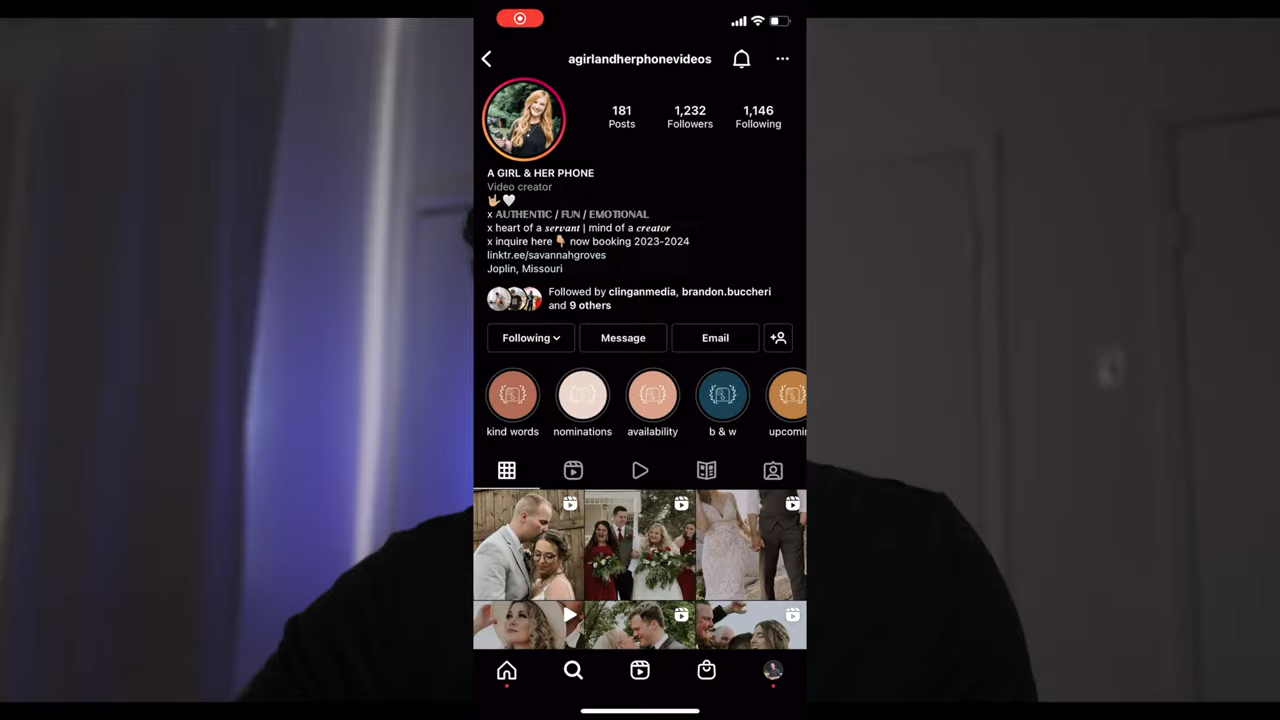 agirlandherphonevideos
181
Posts
1,232
Followers
1,146
Following
A GIRL & HER PHONE
Video creator
🤟🏼🤍
x AUTHENTIC / FUN / EMOTIONAL
x heart of a servant | mind of a creator
x inquire here 👇🏼 now booking 2023-2024
linktr.ee/savannahgroves
Joplin, Missouri
Followed by clinganmedia, brandon.buccheri
and 9 others
Following
Message
Email
kind words
nominations
availability
b & w
upcomin